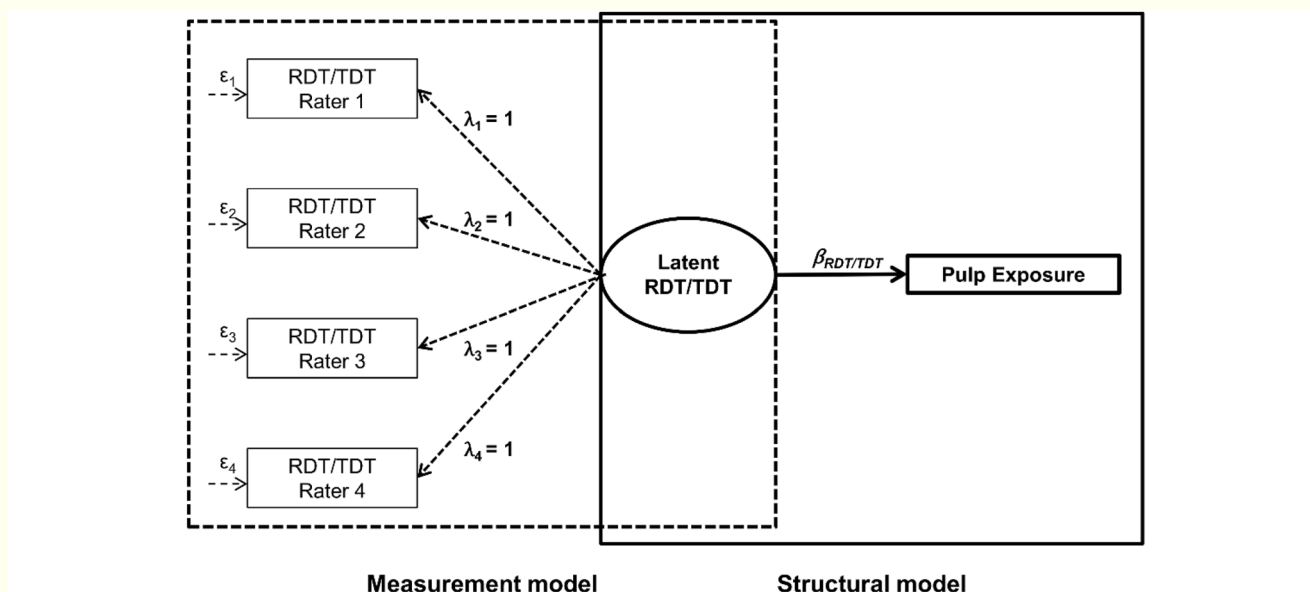 ε₁
RDT/TDT
Rater 1
λ₁ = 1
ε₂
RDT/TDT
Rater 2
λ₂ = 1
Latent
RDT/TDT
β_RDT/TDT
Pulp Exposure
ε₃
RDT/TDT
Rater 3
λ₃ = 1
ε₄
RDT/TDT
Rater 4
λ₄ = 1
Measurement model
Structural model